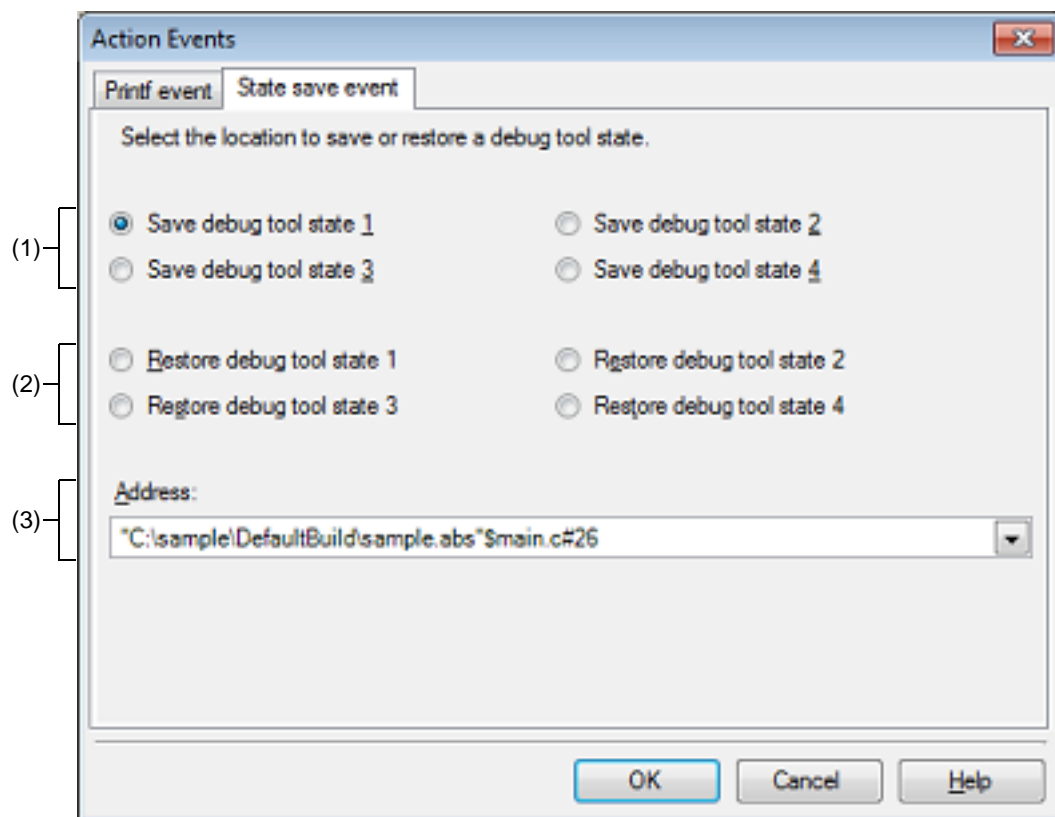 Action Events
Printf event State save event
Select the location to save or restore a debug tool state.
(1)
Save debug tool state 1 Save debug tool state 2
Save debug tool state 3 Save debug tool state 4
(2)
Restore debug tool state 1 Restore debug tool state 2
Restore debug tool state 3 Restore debug tool state 4
(3)
Address:
"C:\sample\DefaultBuild\sample.abs"$main.c#26
OK Cancel Help